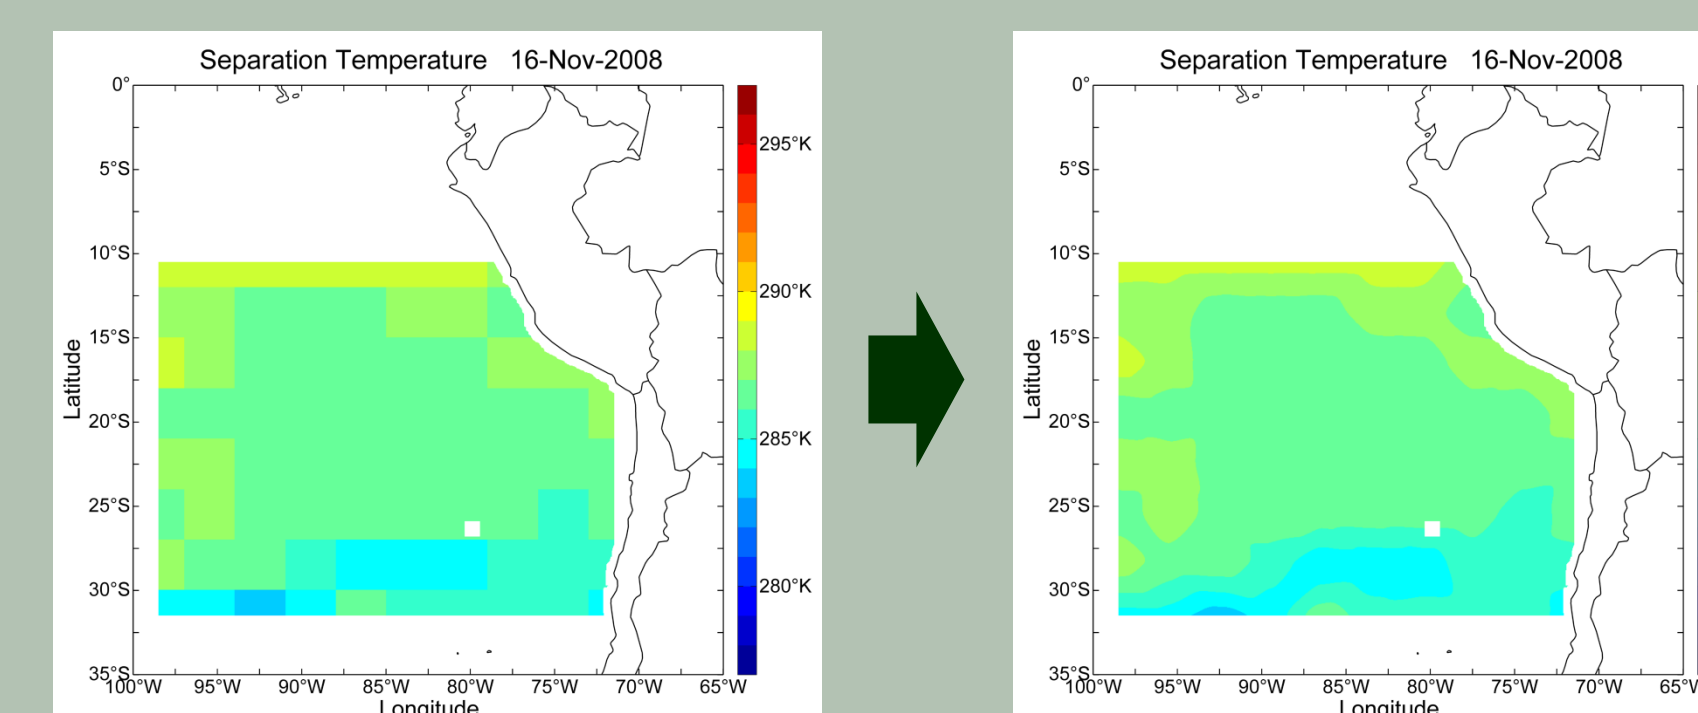 Separation Temperature 16-Nov-2008
0°
5°S
10°S
15°S
20°S
25°S
30°S
35°S
Latitude
100°W 95°W 90°W 85°W 80°W 75°W 70°W 65°W
Longitude
295°K
290°K
285°K
280°K
Separation Temperature 16-Nov-2008
0°
5°S
10°S
15°S
20°S
25°S
30°S
35°S
Latitude
100°W 95°W 90°W 85°W 80°W 75°W 70°W 65°W
Longitude